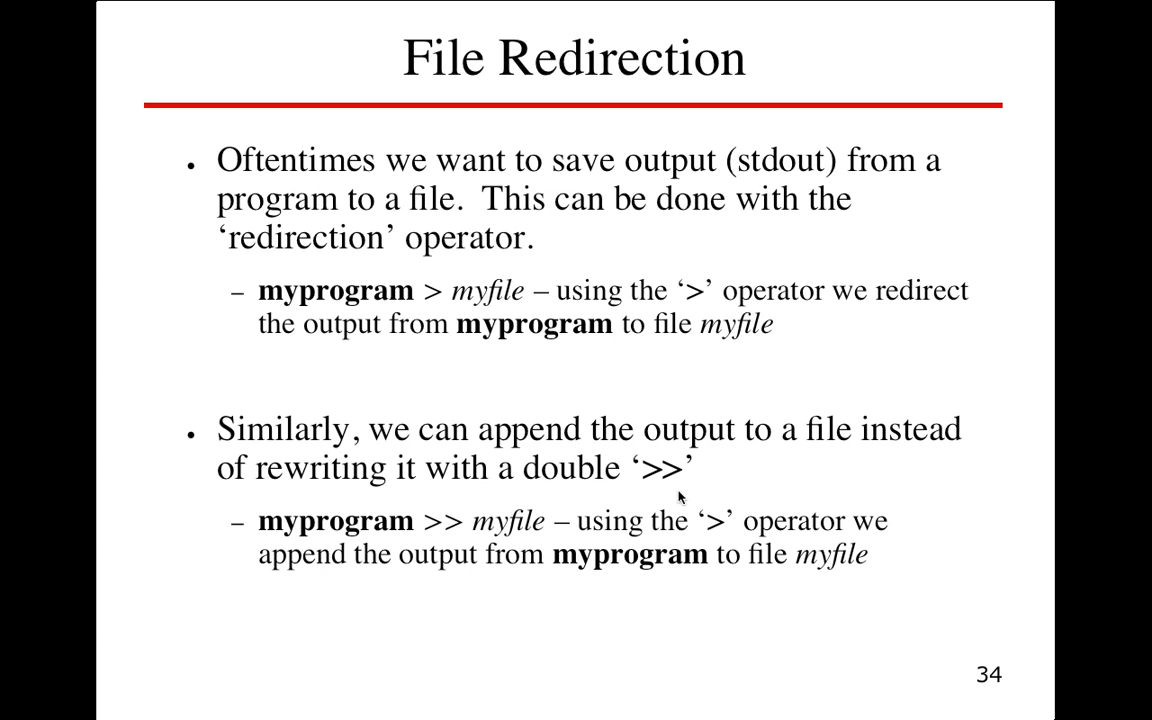 File Redirection
• Oftentimes we want to save output (stdout) from a
program to a file.  This can be done with the
‘redirection’ operator.
– myprogram > myfile – using the ‘>’ operator we redirect
the output from myprogram to file myfile
• Similarly, we can append the output to a file instead
of rewriting it with a double ‘>>’
– myprogram >> myfile – using the ‘>’ operator we
append the output from myprogram to file myfile
34